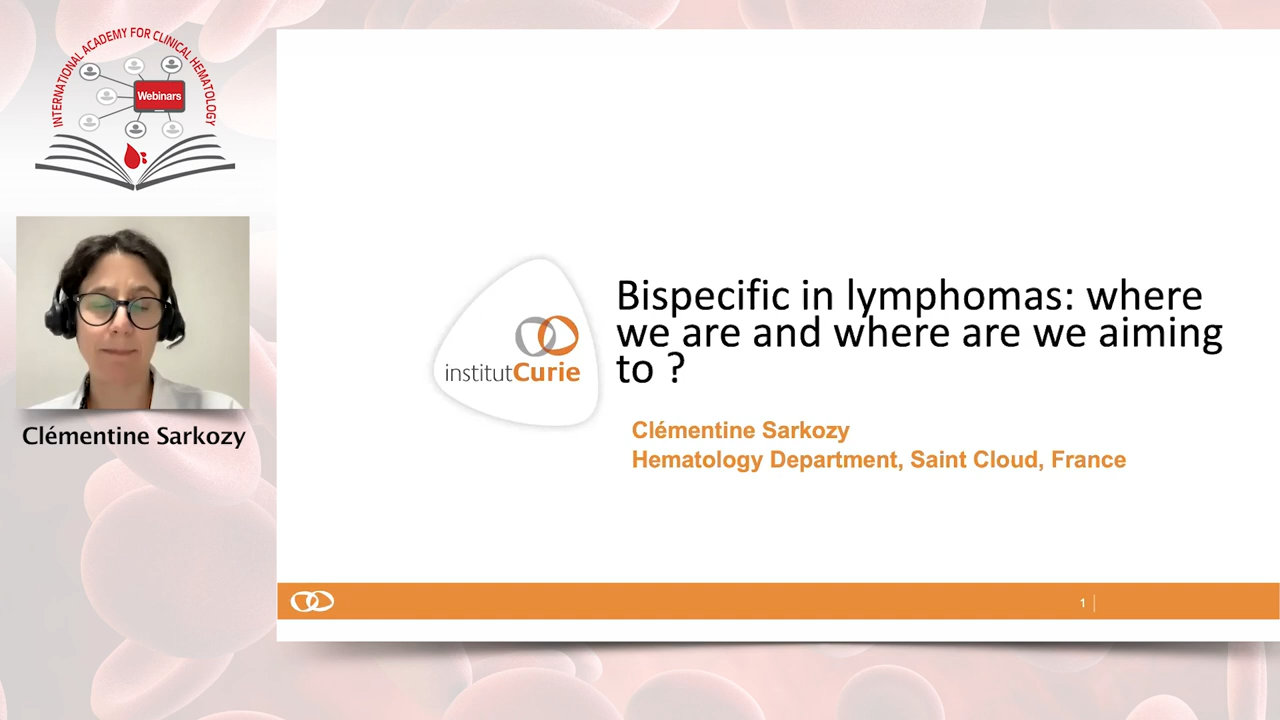 INTERNATIONAL ACADEMY FOR CLINICAL HEMATOLOGY
Webinars
Clémentine Sarkozy
institutCurie
Bispecific in lymphomas: where
we are and where are we aiming
to ?
Clémentine Sarkozy
Hematology Department, Saint Cloud, France
1